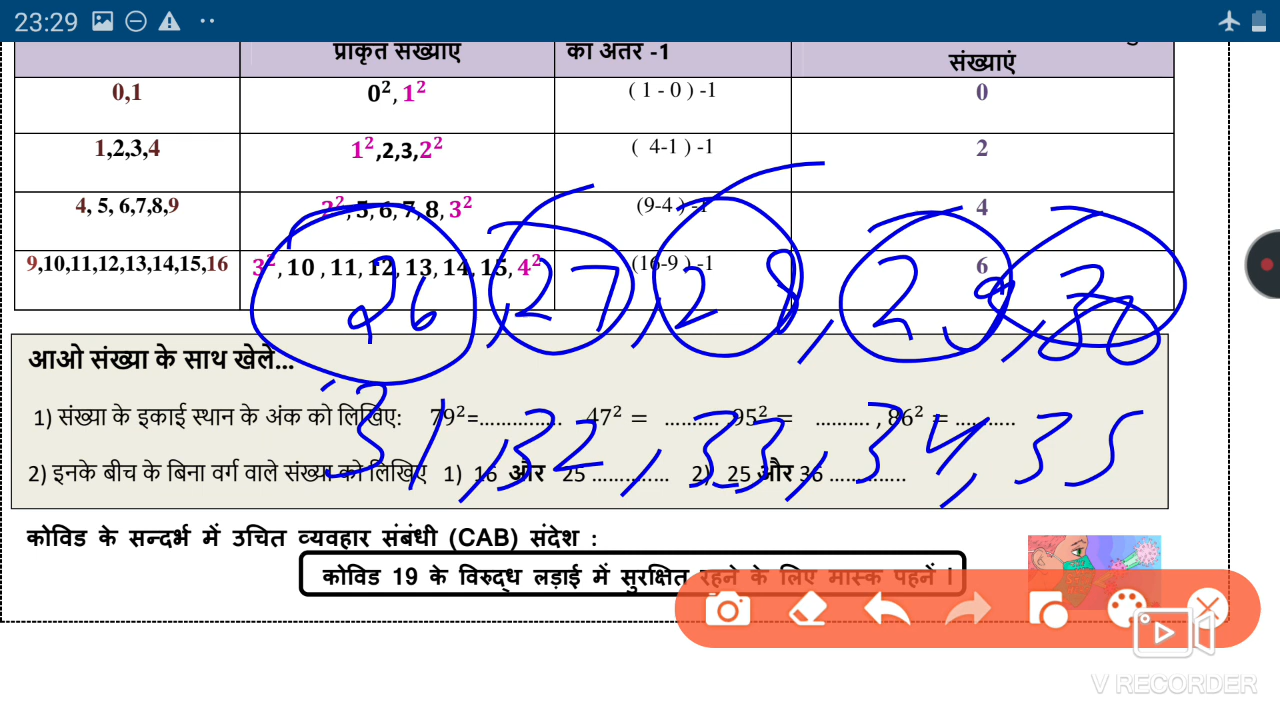 23:29
प्राकृत संख्याएं का अंतर -1 संख्याएं
0,1 0², 1² ( 1 - 0 ) -1 0
1,2,3,4 1²,2,3,2² ( 4-1 ) -1 2
4, 5, 6,7,8,9 2², 5, 6, 7, 8, 3² (9-4 ) -1 4
9,10,11,12,13,14,15,16 3², 10 , 11, 12, 13, 14, 15, 4² (16-9 ) -1 6
26, 27, 28, 29, 30
आओ संख्या के साथ खेले...
1) संख्या के इकाई स्थान के अंक को लिखिए: 79²=.............. 47² = ......... 95² = .......... , 86² = ...........
31, 32, 33, 34, 35
2) इनके बीच के बिना वर्ग वाले संख्या को लिखिए 1) 16 और 25 ............. 2) 25 और 36 .............
कोविड के सन्दर्भ में उचित व्यवहार संबंधी (CAB) संदेश :
कोविड 19 के विरुद्ध लड़ाई में सुरक्षित रहने के लिए मास्क पहनें ।
V RECORDER